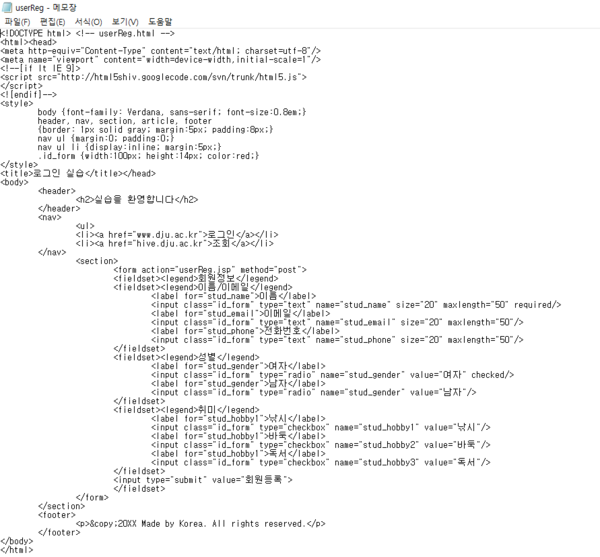 userReg - 메모장
파일(F) 편집(E) 서식(O) 보기(V) 도움말
<!DOCTYPE html> <!-- userReg.html -->
<html><head>
<meta http-equiv="Content-Type" content="text/html; charset=utf-8"/>
<meta name="viewport" content="width=device-width,initial-scale=1"/>
<!--[if lt IE 9]>
<script src="http://html5shiv.googlecode.com/svn/trunk/html5.js">
</script>
<![endif]-->
<style>
body {font-family: Verdana, sans-serif; font-size:0.8em;}
header, nav, section, article, footer
{border: 1px solid gray; margin:5px; padding:8px;}
nav ul {margin:0; padding:0;}
nav ul li {display:inline; margin:5px;}
.id_form {width:100px; height:14px; color:red;}
</style>
<title>로그인 실습</title></head>
<body>
<header>
<h2>실습을 환영합니다</h2>
</header>
<nav>
<ul>
<li><a href="www.dju.ac.kr">로그인</a></li>
<li><a href="hive.dju.ac.kr">조회</a></li>
</nav>
<section>
<form action="userReg.jsp" method="post">
<fieldset><legend>회원정보</legend>
<fieldset><legend>이름/이메일</legend>
<label for="stud_name">이름</label>
<input class="id_form" type="text" name="stud_name" size="20" maxlength="50" required/>
<label for="stud_email">이메일</label>
<input class="id_form" type="text" name="stud_email" size="20" maxlength="50"/>
<label for="stud_phone">전화번호</label>
<input class="id_form" type="text" name="stud_phone" size="20" maxlength="50"/>
</fieldset>
<fieldset><legend>성별</legend>
<label for="stud_gender">여자</label>
<input class="id_form" type="radio" name="stud_gender" value="여자" checked/>
<label for="stud_gender">남자</label>
<input class="id_form" type="radio" name="stud_gender" value="남자"/>
</fieldset>
<fieldset><legend>취미</legend>
<label for="stud_hobby1">낚시</label>
<input class="id_form" type="checkbox" name="stud_hobby1" value="낚시"/>
<label for="stud_hobby1">바둑</label>
<input class="id_form" type="checkbox" name="stud_hobby2" value="바둑"/>
<label for="stud_hobby1">독서</label>
<input class="id_form" type="checkbox" name="stud_hobby3" value="독서"/>
</fieldset>
<input type="submit" value="회원등록">
</fieldset>
</form>
</section>
<footer>
<p>&copy;20XX Made by Korea. All rights reserved.</p>
</footer>
</body>
</html>